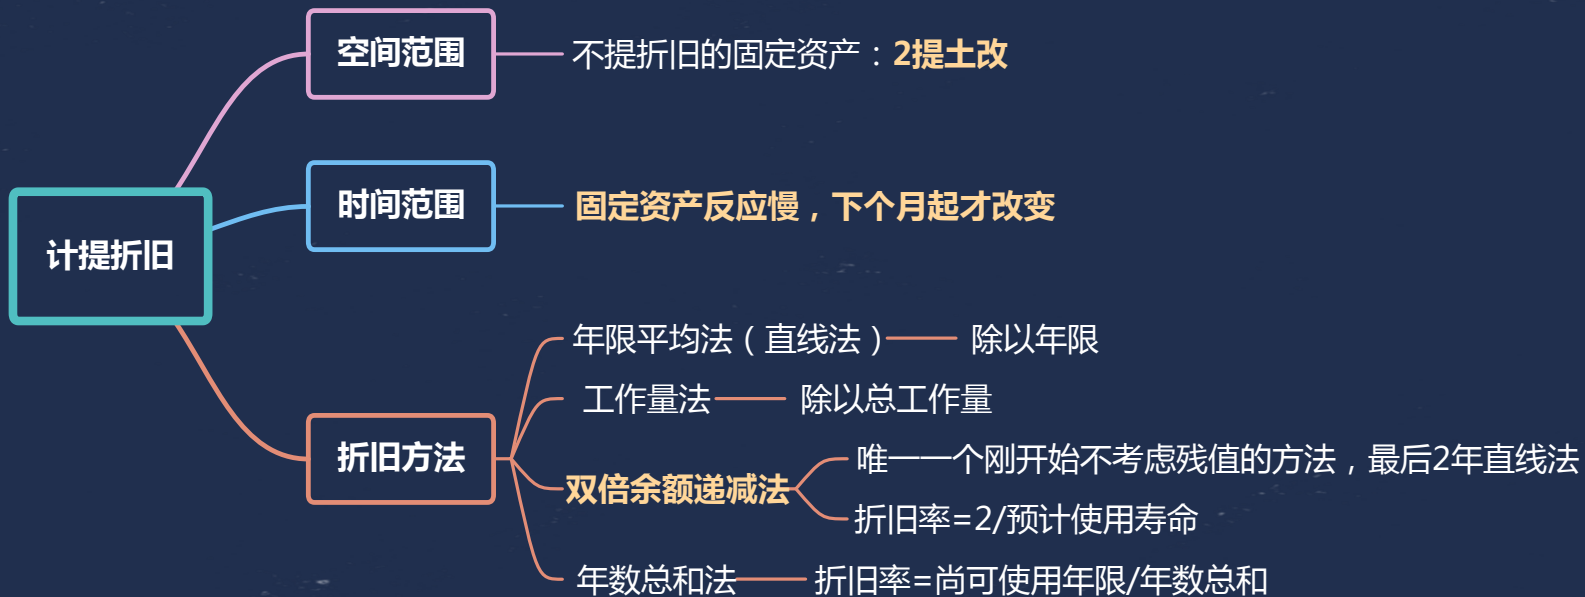 空间范围
不提折旧的固定资产：2提土改
时间范围
固定资产反应慢，下个月起才改变
计提折旧
年限平均法（直线法）
除以年限
工作量法
除以总工作量
折旧方法
双倍余额递减法
唯一一个刚开始不考虑残值的方法，最后2年直线法
折旧率=2/预计使用寿命
年数总和法
折旧率=尚可使用年限/年数总和